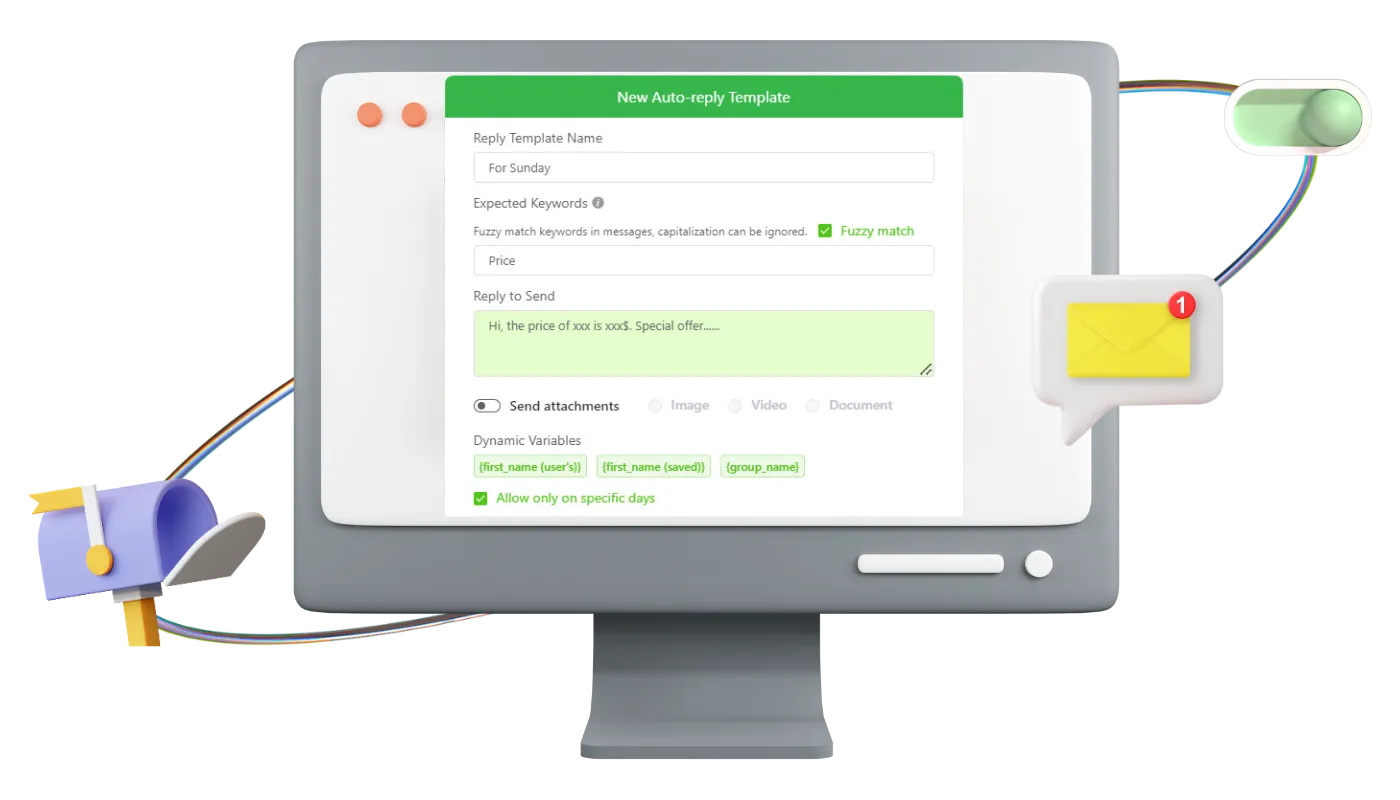 New Auto-reply Template
Reply Template Name
For Sunday
Expected Keywords
Fuzzy match keywords in messages, capitalization can be ignored. Fuzzy match
Price
Reply to Send
Hi, the price of xxx is xxx$. Special offer......
Send attachments Image Video Document
Dynamic Variables
{first_name (user's)} {first_name (saved)} {group_name}
Allow only on specific days
1